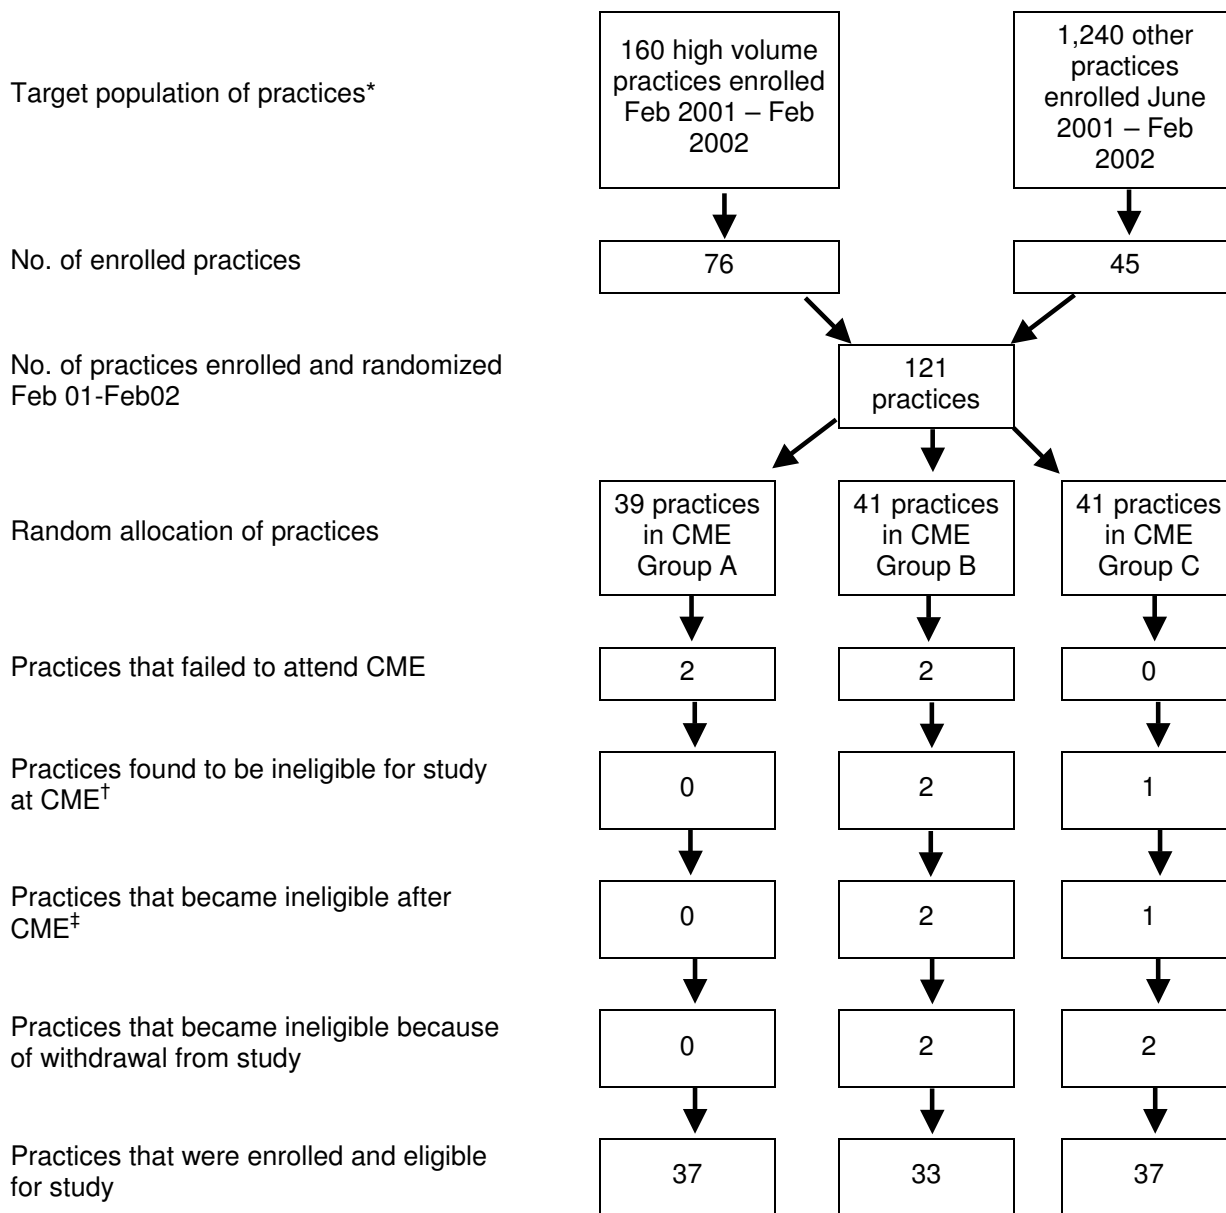 Target population of practices*
160 high volume
practices enrolled
Feb 2001 – Feb
2002
1,240 other
practices
enrolled June
2001 – Feb
2002
No. of enrolled practices
76
45
No. of practices enrolled and randomized
Feb 01-Feb02
121
practices
Random allocation of practices
39 practices
in CME
Group A
41 practices
in CME
Group B
41 practices
in CME
Group C
Practices that failed to attend CME
2
2
0
Practices found to be ineligible for study
at CME†
0
2
1
Practices that became ineligible after
CME‡
0
2
1
Practices that became ineligible because
of withdrawal from study
0
2
2
Practices that were enrolled and eligible
for study
37
33
37